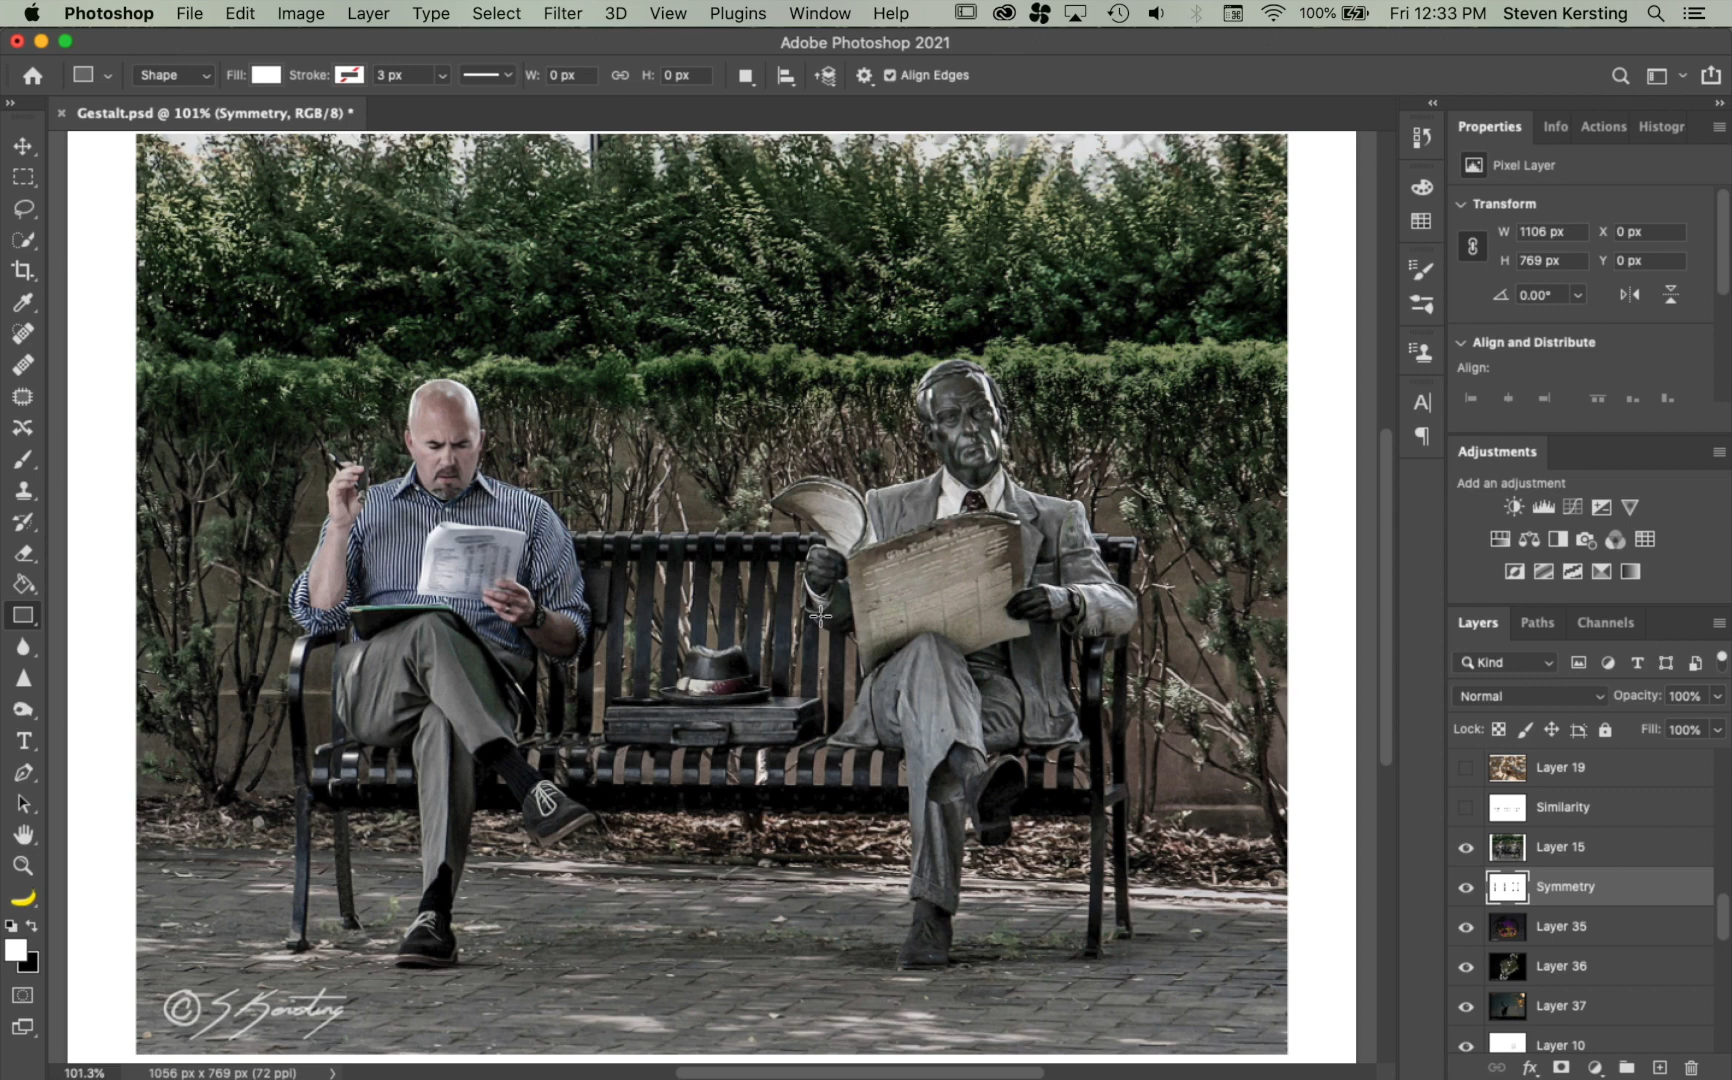 Photoshop File Edit Image Layer Type Select Filter 3D View Plugins Window Help 100% Fri 12:33 PM Steven Kersting
Adobe Photoshop 2021
Shape Fill: Stroke: 3 px W: 0 px H: 0 px Align Edges
Gestalt.psd @ 101% (Symmetry, RGB/8) *
Properties Info Actions Histogr
Pixel Layer
Transform
W 1106 px X 0 px
H 769 px Y 0 px
0.00°
Align and Distribute
Align:
Adjustments
Add an adjustment
Layers Paths Channels
Kind
Normal Opacity: 100%
Lock: Fill: 100%
Layer 19
Similarity
Layer 15
Symmetry
Layer 35
Layer 36
Layer 37
Layer 10
© S Kersting
101.3% 1056 px x 769 px (72 ppi)